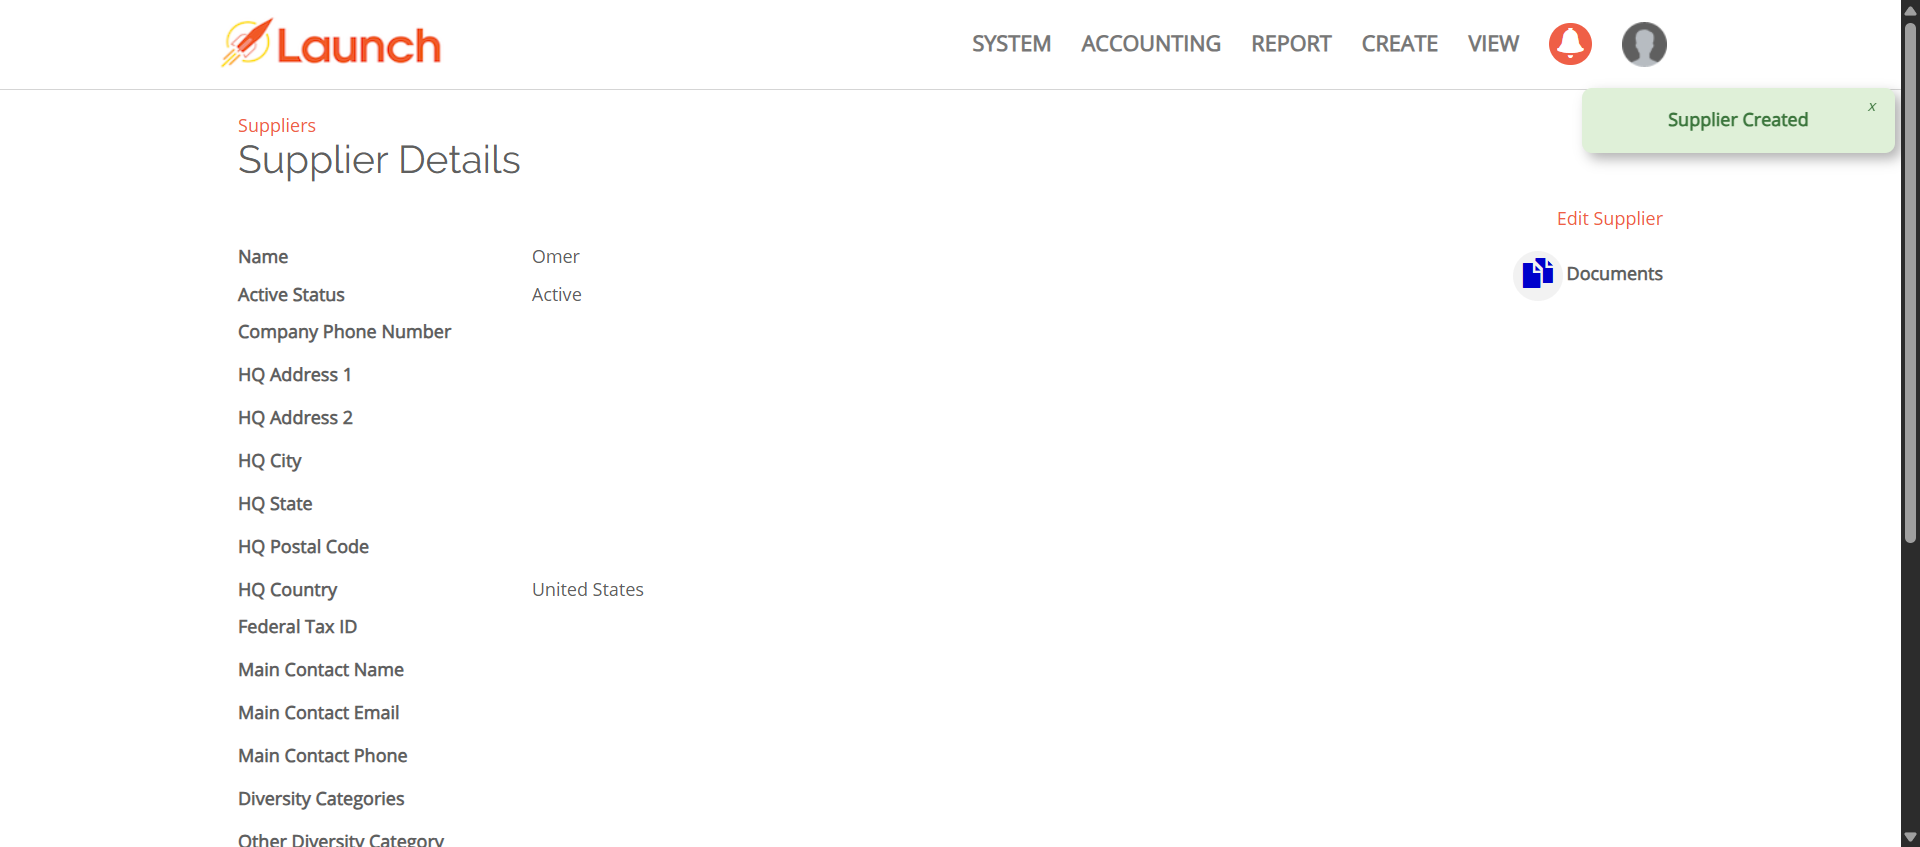 Launch
SYSTEM ACCOUNTING REPORT CREATE VIEW
x
Supplier Created
Suppliers
Supplier Details
Edit Supplier
Name Omer
Documents
Active Status Active
Company Phone Number
HQ Address 1
HQ Address 2
HQ City
HQ State
HQ Postal Code
HQ Country United States
Federal Tax ID
Main Contact Name
Main Contact Email
Main Contact Phone
Diversity Categories
Other Diversity Category